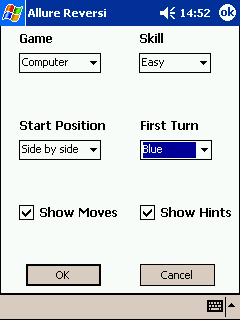 Allure Reversi 14:52 ok
Game Skill
Computer Easy
Start Position First Turn
Side by side Blue
Show Moves Show Hints
OK Cancel